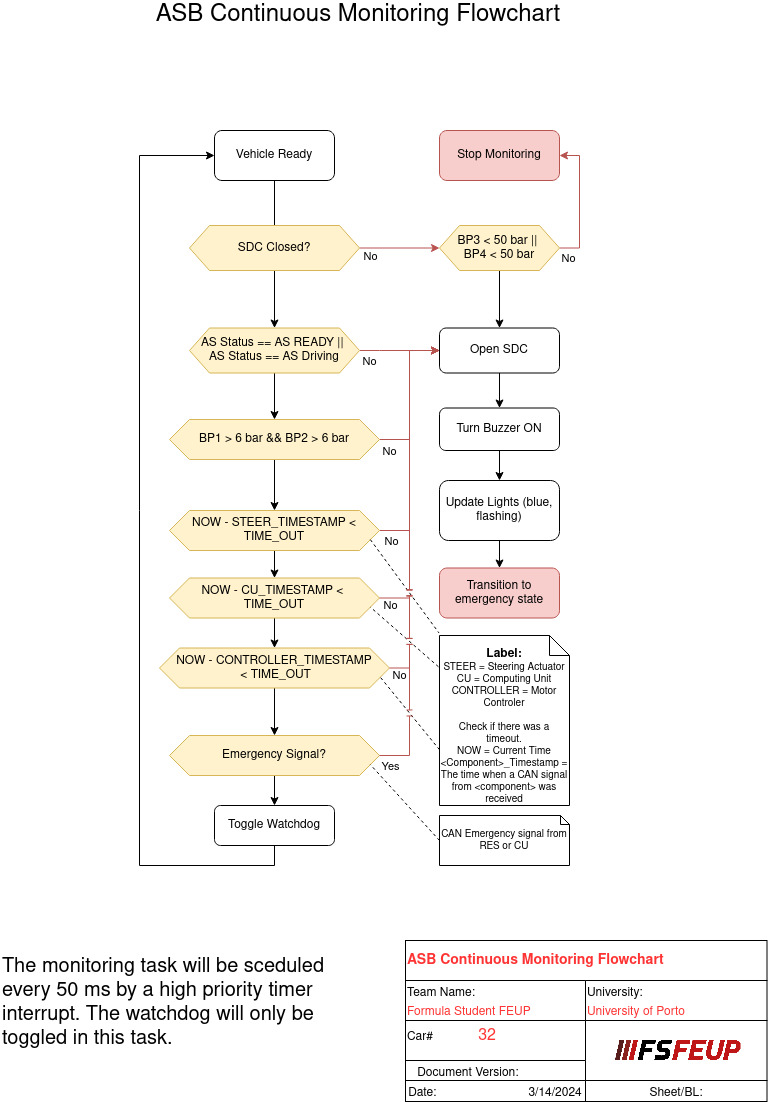 ASB Continuous Monitoring Flowchart
Vehicle Ready
Stop Monitoring
SDC Closed?
No
BP3 < 50 bar ||
BP4 < 50 bar
No
AS Status == AS READY ||
AS Status == AS Driving
No
Open SDC
BP1 > 6 bar && BP2 > 6 bar
No
Turn Buzzer ON
NOW - STEER_TIMESTAMP <
TIME_OUT
No
Update Lights (blue,
flashing)
NOW - CU_TIMESTAMP <
TIME_OUT
No
Transition to
emergency state
NOW - CONTROLLER_TIMESTAMP
< TIME_OUT
No
Label:
STEER = Steering Actuator
CU = Computing Unit
CONTROLLER = Motor
Controler
Check if there was a
timeout.
NOW = Current Time
<Component>_Timestamp =
The time when a CAN signal
from <component> was
received
Emergency Signal?
Yes
Toggle Watchdog
CAN Emergency signal from
RES or CU
The monitoring task will be sceduled
every 50 ms by a high priority timer
interrupt. The watchdog will only be
toggled in this task.
ASB Continuous Monitoring Flowchart
Team Name:
Formula Student FEUP
University:
University of Porto
Car# 32
FSFEUP
Document Version:
Date: 3/14/2024
Sheet/BL: